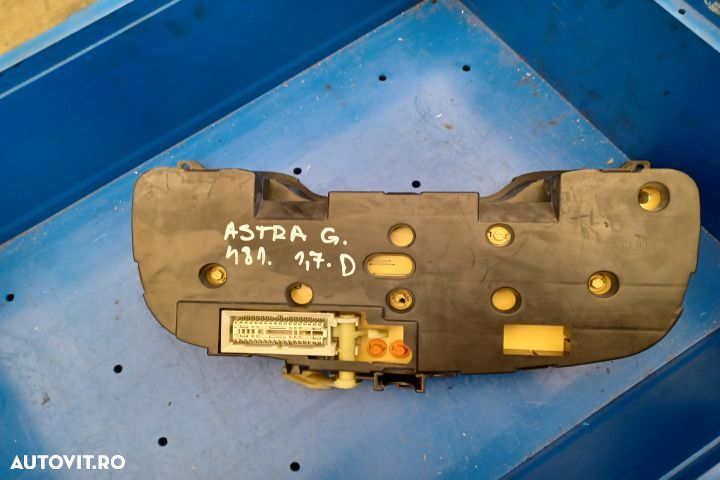 ASTRA G.
481. 1,7. D
AUTOVIT.RO